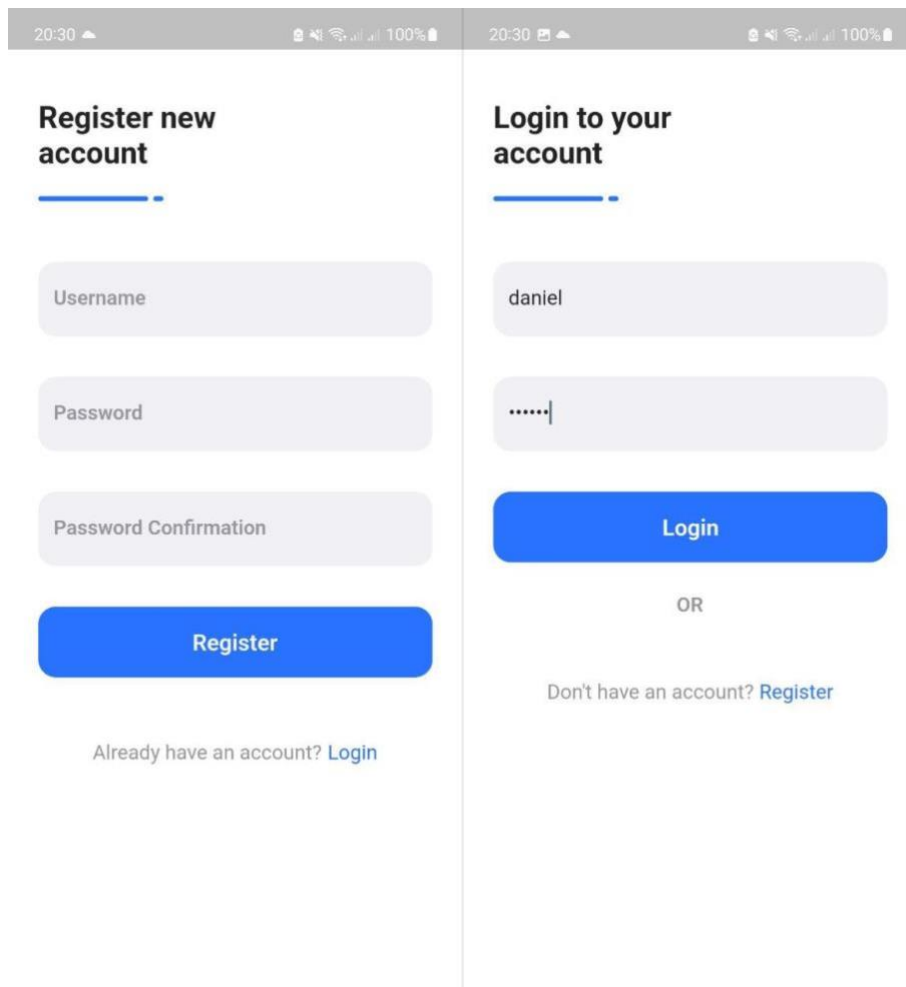 20:30
100%
Register new
account
Username
Password
Password Confirmation
Register
Already have an account? Login
20:30
100%
Login to your
account
daniel
••••••
Login
OR
Don't have an account? Register